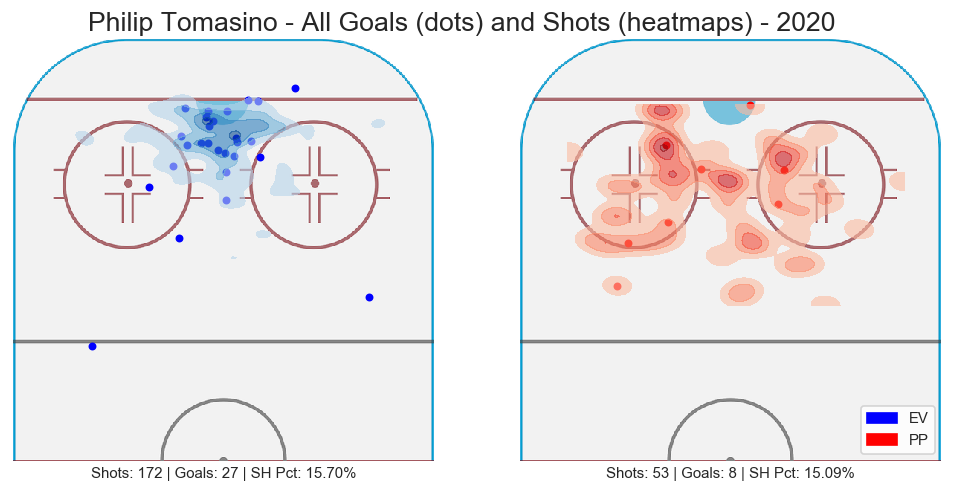 Philip Tomasino - All Goals (dots) and Shots (heatmaps) - 2020
EV
PP
Shots: 172 | Goals: 27 | SH Pct: 15.70%
Shots: 53 | Goals: 8 | SH Pct: 15.09%